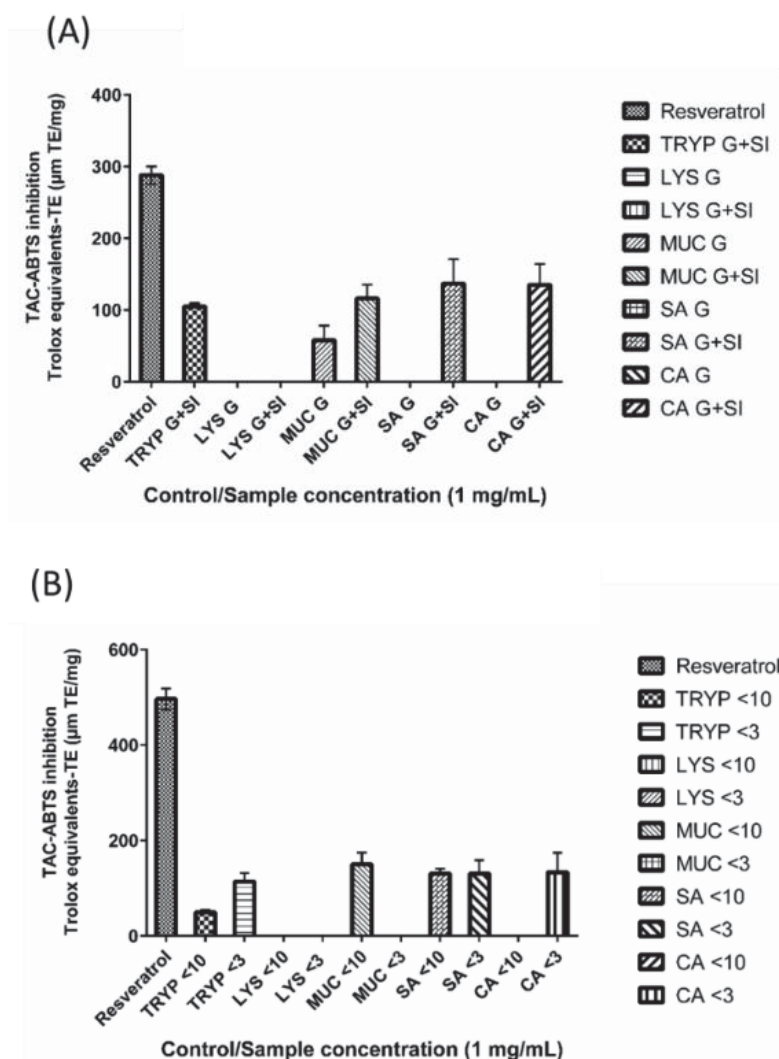 (A)
TAC-ABTS inhibition
Trolox equivalents-TE (µm TE/mg)
400
300
200
100
0
Resveratrol
TRYP G+SI
LYS G
LYS G+SI
MUC G
MUC G+SI
SA G
SA G+SI
CA G
CA G+SI
Control/Sample concentration (1 mg/mL)
Resveratrol
TRYP G+SI
LYS G
LYS G+SI
MUC G
MUC G+SI
SA G
SA G+SI
CA G
CA G+SI
(B)
TAC-ABTS inhibition
Trolox equivalents-TE (µm TE/mg)
600
400
200
0
Resveratrol
TRYP <10
TRYP <3
LYS <10
LYS <3
MUC <10
MUC <3
SA <10
SA <3
CA <10
CA <3
Control/Sample concentration (1 mg/mL)
Resveratrol
TRYP <10
TRYP <3
LYS <10
LYS <3
MUC <10
MUC <3
SA <10
SA <3
CA <10
CA <3